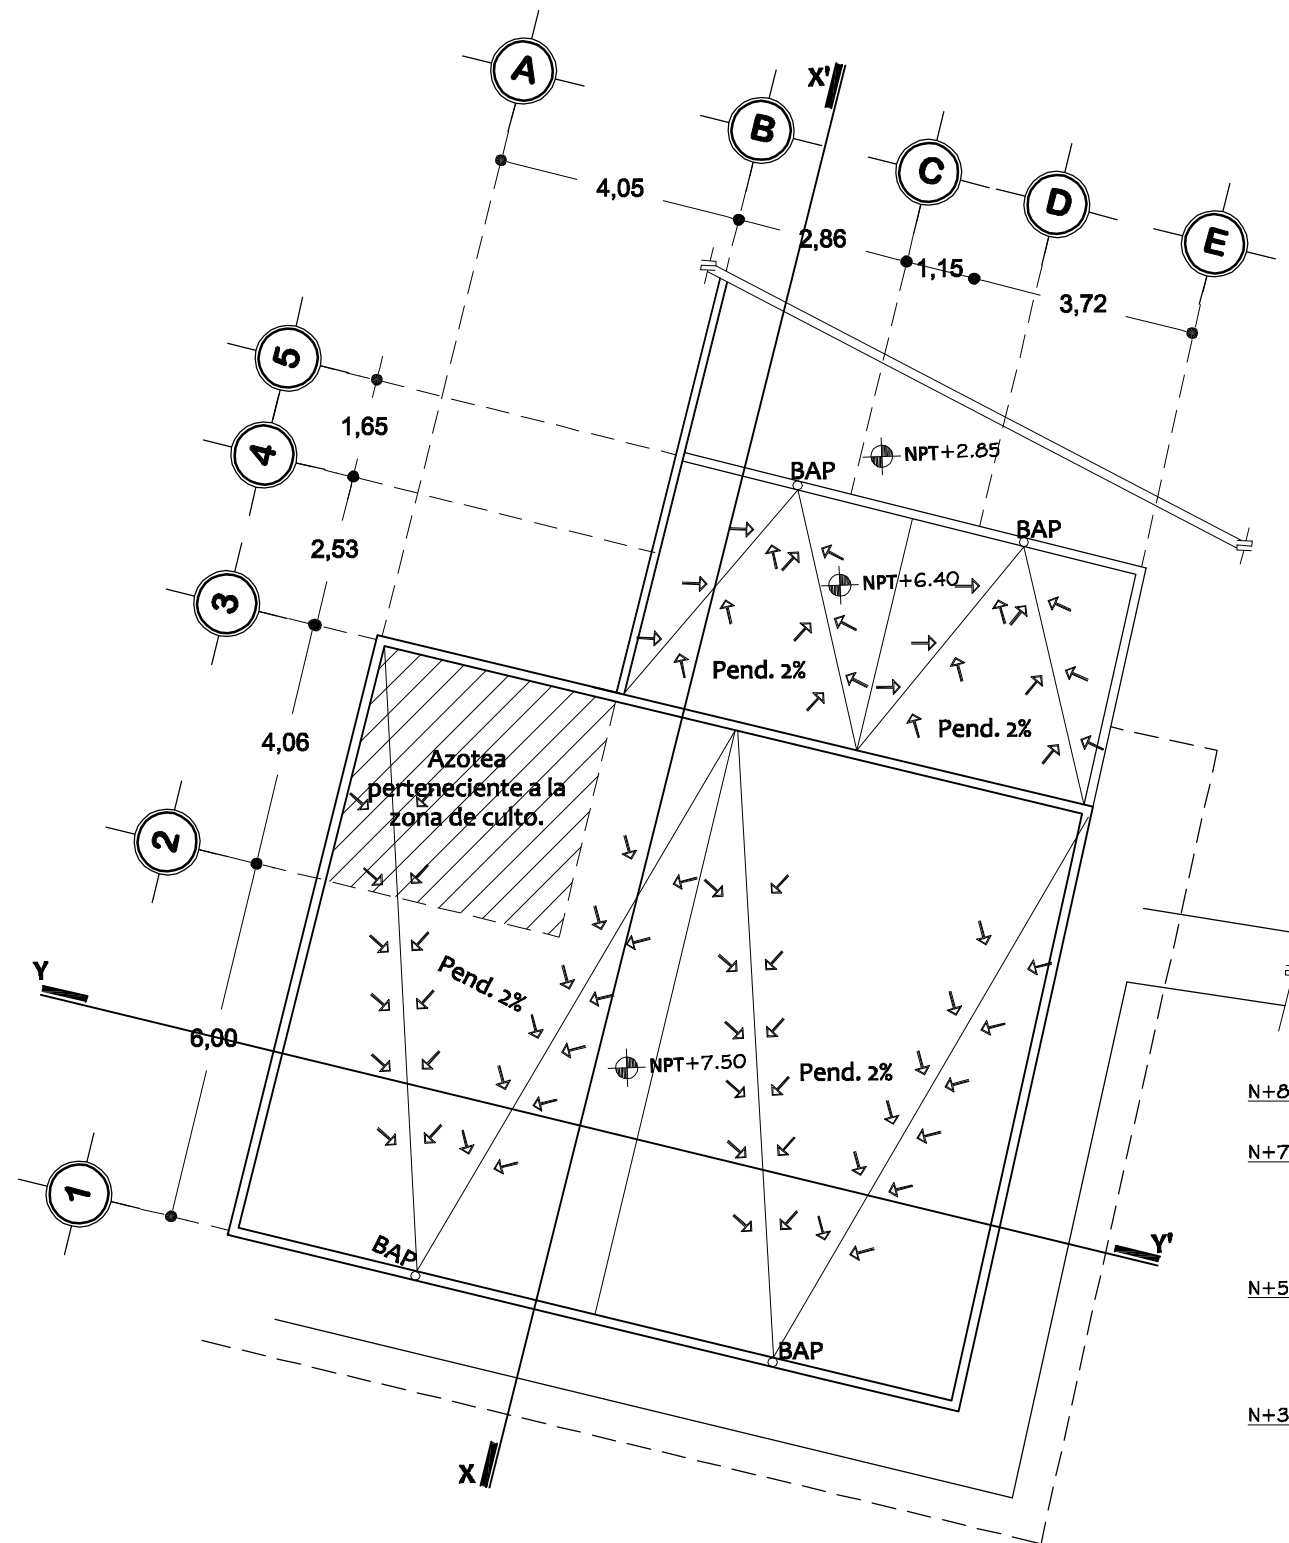 A
X'
B
C
D
E
4,05
2,86
1,15
3,72
5
1,65
4
2,53
3
4,06
2
6,00
1
NPT+2.85
BAP
BAP
NPT+6.40
Pend. 2%
Pend. 2%
Azotea
perteneciente a la
zona de culto.
Pend. 2%
Y
NPT+7.50
Pend. 2%
N+8
N+7
N+5
N+3
Y'
BAP
BAP
X